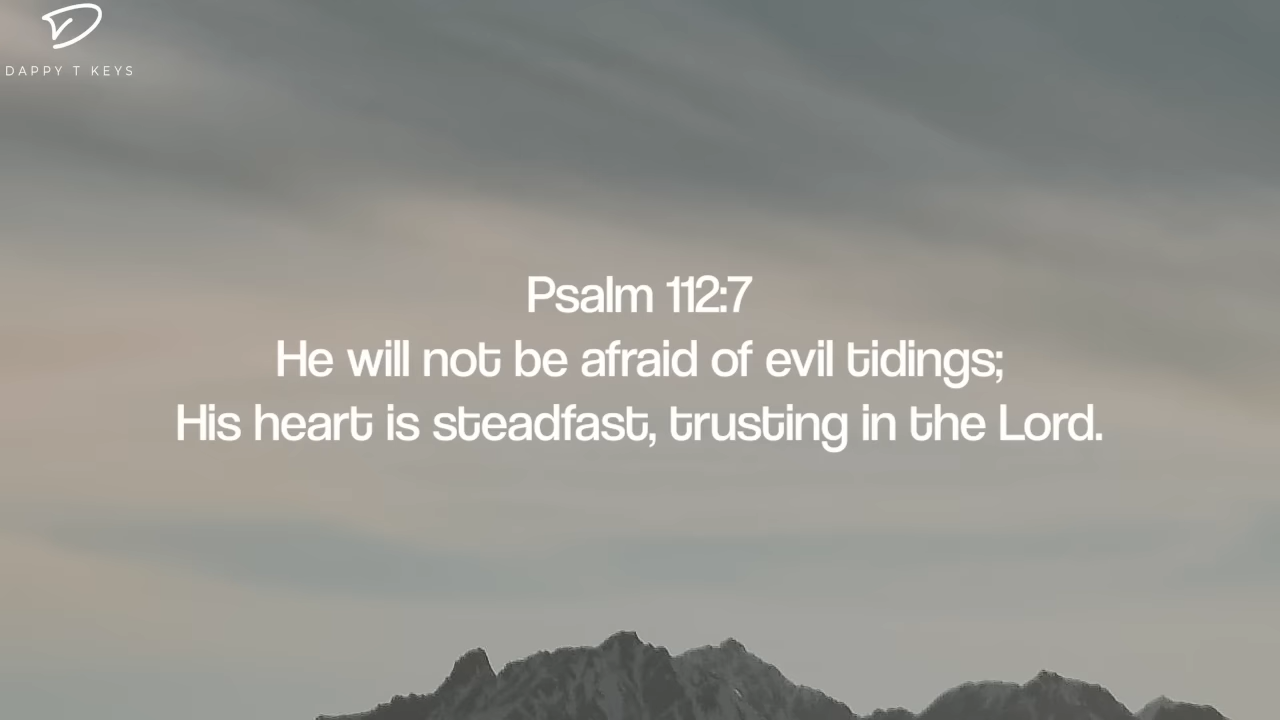 DAPPY T KEYS
Psalm 112:7
He will not be afraid of evil tidings;
His heart is steadfast, trusting in the Lord.